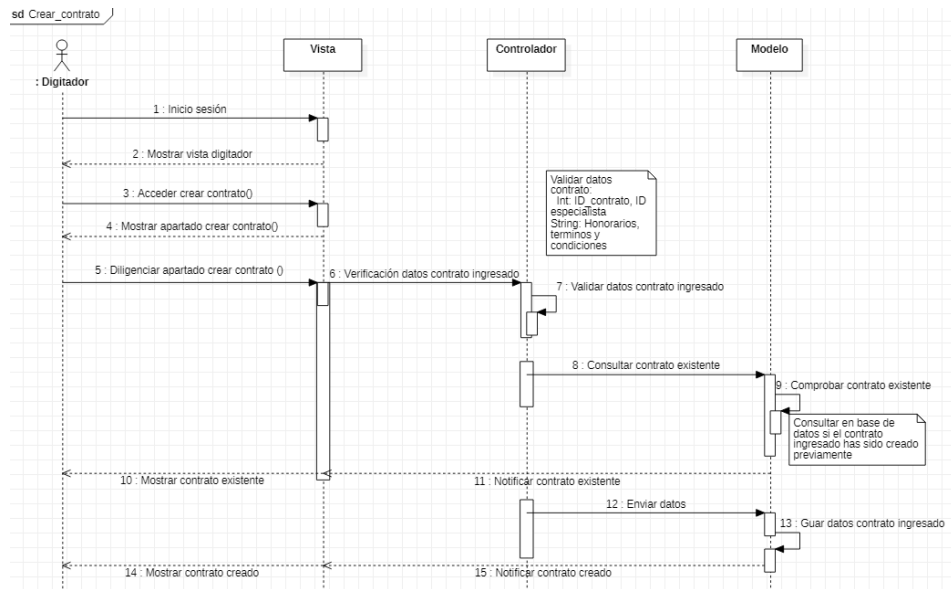 sd Crear_contrato
Vista
Controlador
Modelo
: Digitador
1 : Inicio sesión
2 : Mostrar vista digitador
3 : Acceder crear contrato()
4 : Mostrar apartado crear contrato()
Validar datos
contrato:
Int: ID_contrato, ID
especialista
String: Honorarios,
terminos y
condiciones
5 : Diligenciar apartado crear contrato ()
6 : Verificación datos contrato ingresado
7 : Validar datos contrato ingresado
8 : Consultar contrato existente
9 : Comprobar contrato existente
Consultar en base de
datos si el contrato
ingresado has sido creado
previamente
10 : Mostrar contrato existente
11 : Notificar contrato existente
12 : Enviar datos
13 : Guar datos contrato ingresado
14 : Mostrar contrato creado
15 : Notificar contrato creado